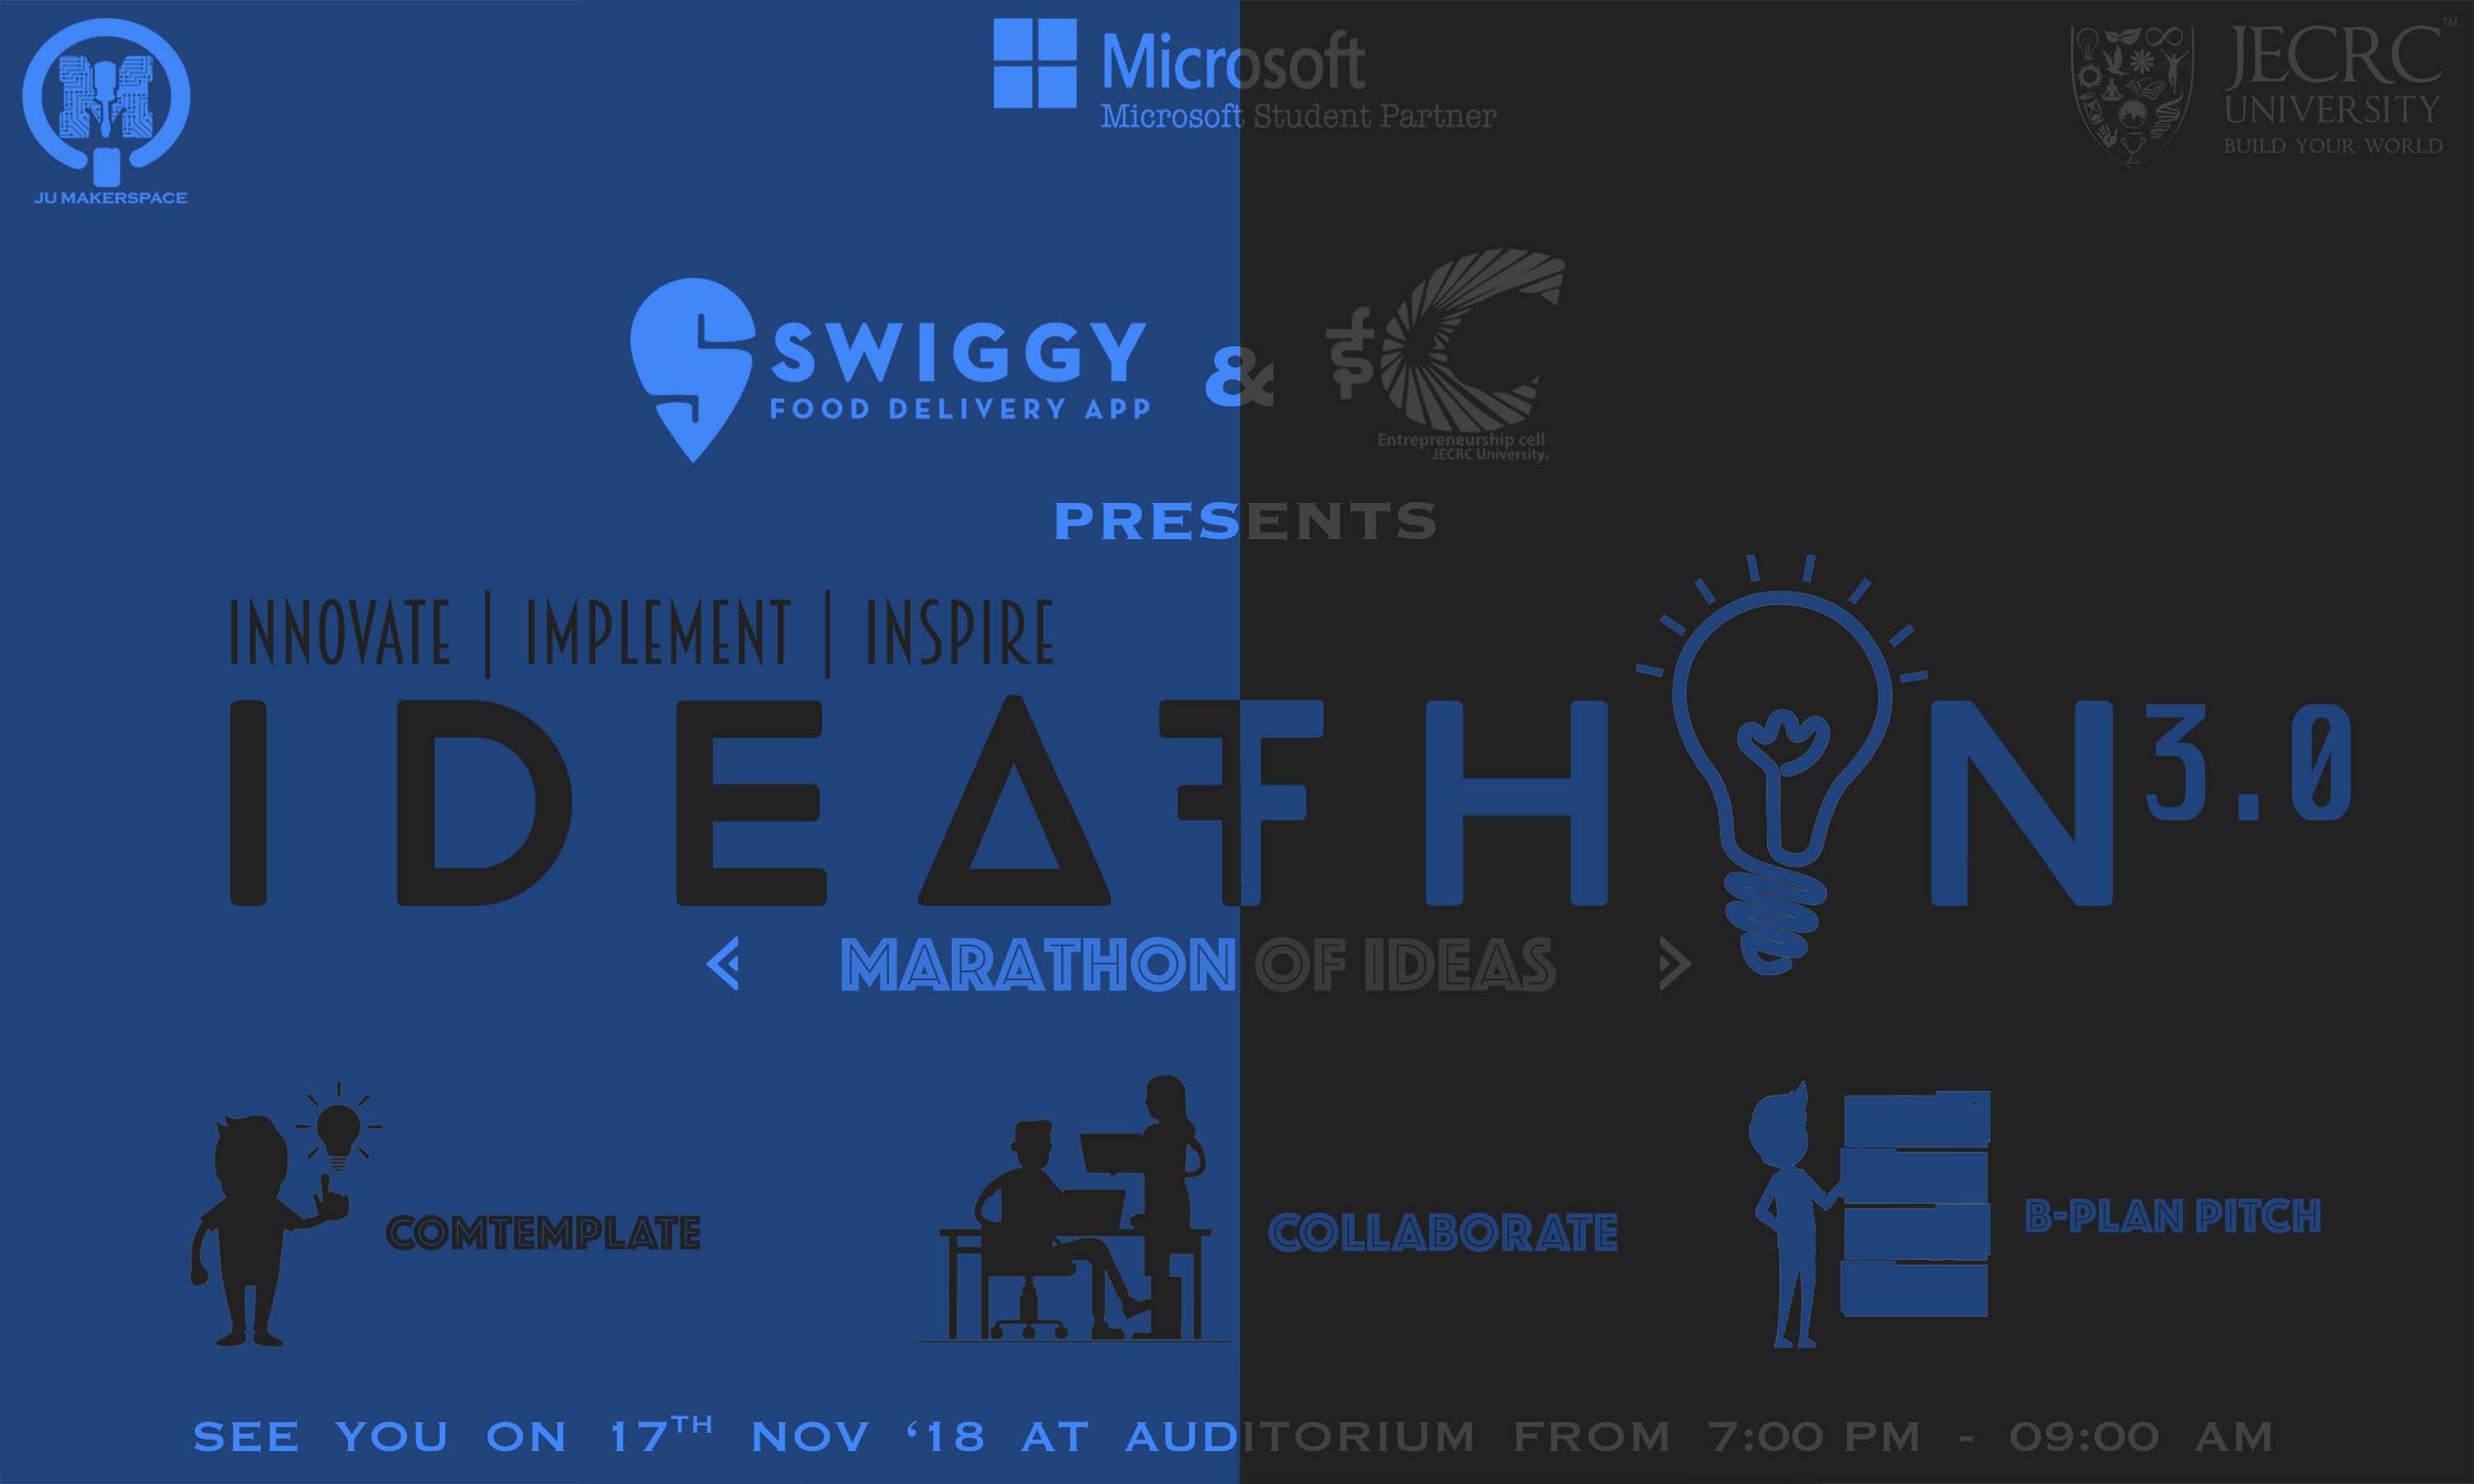 JU MAKERSPACE
Microsoft
Microsoft Student Partner
JECRC™
UNIVERSITY
BUILD YOUR WORLD
SWIGGY
FOOD DELIVERY APP
&
Entrepreneurship cell
JECRC University.
PRESENTS
INNOVATE | IMPLEMENT | INSPIRE
IDEATHON 3.0
< MARATHON OF IDEAS >
COMTEMPLATE
COLLABORATE
B-PLAN PITCH
SEE YOU ON 17TH NOV ‘18 AT AUDITORIUM FROM 7:00 PM - 09:00 AM